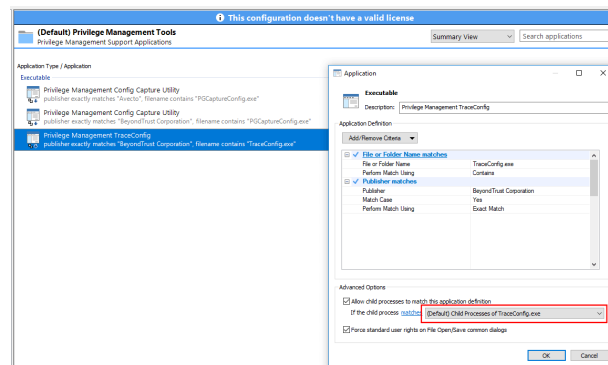 This configuration doesn't have a valid license
(Default) Privilege Management Tools
Privilege Management Support Applications
Summary View
Search applications
Application Type / Application
Executable
Privilege Management Config Capture Utility
publisher exactly matches "Avecto", filename contains "PGCaptureConfig.exe"
Privilege Management Config Capture Utility
publisher exactly matches "BeyondTrust Corporation", filename contains "PGCaptureConfig.exe"
Privilege Management TraceConfig
publisher exactly matches "BeyondTrust Corporation", filename contains "TraceConfig.exe"
Application
Executable
Description: Privilege Management TraceConfig
Application Definition
Add/Remove Criteria
File or Folder Name matches
File or Folder Name TraceConfig.exe
Perform Match Using Contains
Publisher matches
Publisher BeyondTrust Corporation
Match Case Yes
Perform Match Using Exact Match
Advanced Options
Allow child processes to match this application definition
If the child process matches (Default) Child Processes of TraceConfig.exe
Force standard user rights on File Open/Save common dialogs
OK Cancel